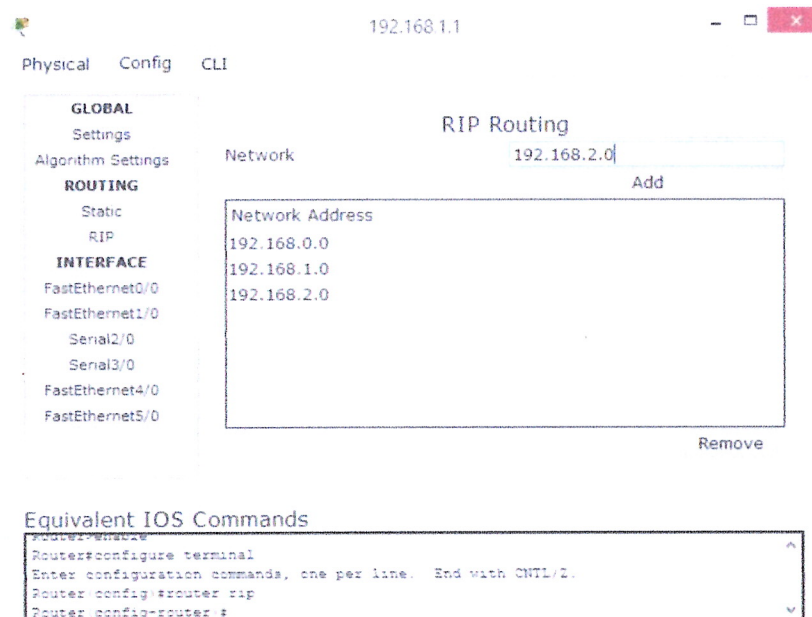 192.168.1.1
Physical Config CLI
GLOBAL
Settings
Algorithm Settings
ROUTING
Static
RIP
INTERFACE
FastEthernet0/0
FastEthernet1/0
Serial2/0
Serial3/0
FastEthernet4/0
FastEthernet5/0
RIP Routing
Network 192.168.2.0
Add
Network Address
192.168.0.0
192.168.1.0
192.168.2.0
Remove
Equivalent IOS Commands
Router>enable
Router#configure terminal
Enter configuration commands, one per line. End with CNTL/Z.
Router(config)#router rip
Router(config-router)#